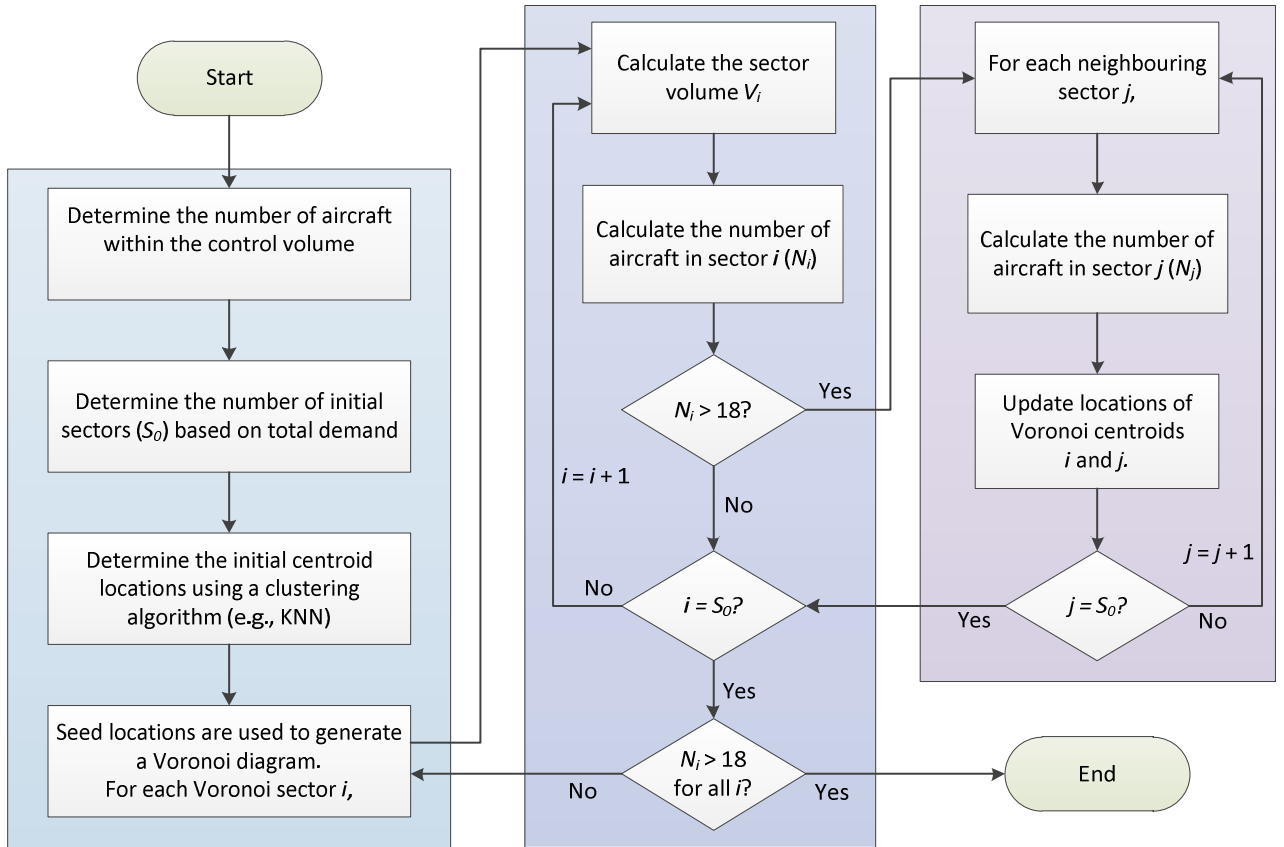 Start
Determine the number of aircraft
within the control volume
Determine the number of initial
sectors (S₀) based on total demand
Determine the initial centroid
locations using a clustering
algorithm (e.g., KNN)
Seed locations are used to generate
a Voronoi diagram.
For each Voronoi sector i,
Calculate the sector
volume Vᵢ
Calculate the number of
aircraft in sector i (Nᵢ)
Nᵢ > 18?
Yes
No
i = i + 1
i = S₀?
No
Yes
Nᵢ > 18
for all i?
No
Yes
For each neighbouring
sector j,
Calculate the number of
aircraft in sector j (Nⱼ)
Update locations of
Voronoi centroids
i and j.
j = j + 1
j = S₀?
Yes
No
End